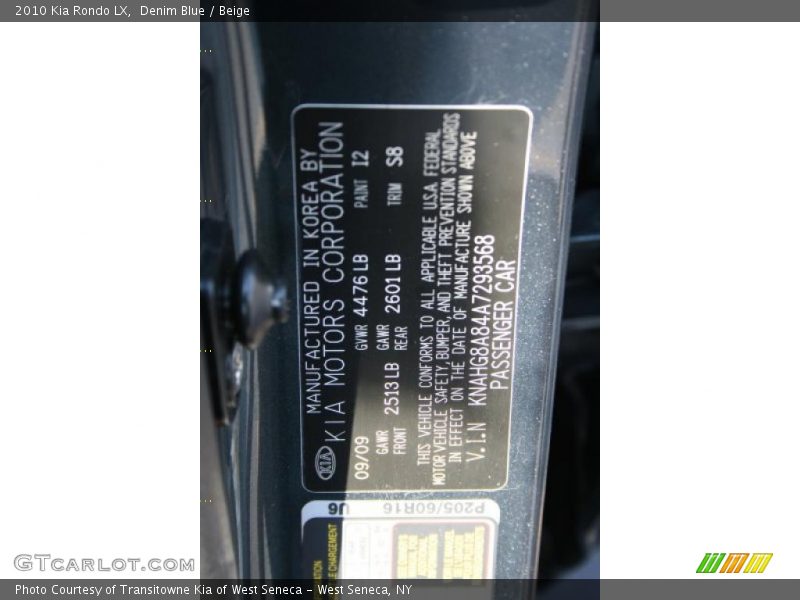 2010 Kia Rondo LX,  Denim Blue / Beige
MANUFACTURED IN KOREA BY
KIA KIA MOTORS CORPORATION
09/09 GVWR 4476 LB PAINT I2
GAWR FRONT 2513 LB GAWR REAR 2601 LB TRIM S8
THIS VEHICLE CONFORMS TO ALL APPLICABLE U.S.A. FEDERAL
MOTOR VEHICLE SAFETY, BUMPER, AND THEFT PREVENTION STANDARDS
IN EFFECT ON THE DATE OF MANUFACTURE SHOWN ABOVE
V.I.N KNAHG8A84A7293568
PASSENGER CAR
P205/60R16 U6
CHARGEMENT
GTCARLOT.COM
Photo Courtesy of Transitowne Kia of West Seneca - West Seneca, NY